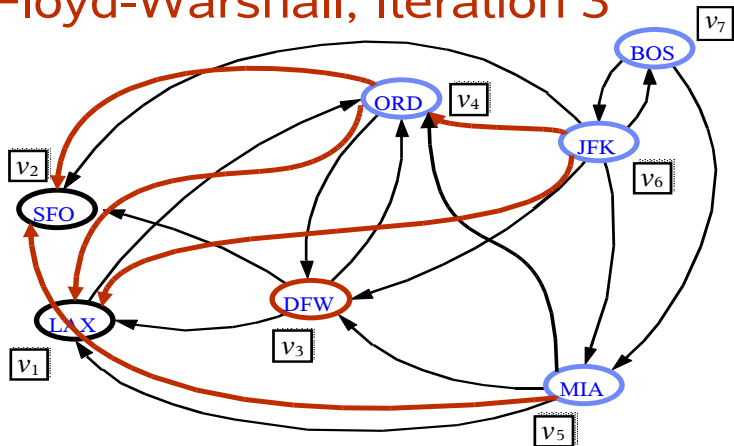 Floyd-Warshall, Iteration 3
v7
BOS
ORD
v4
JFK
v2
v6
SFO
DFW
LAX
v3
v1
MIA
v5